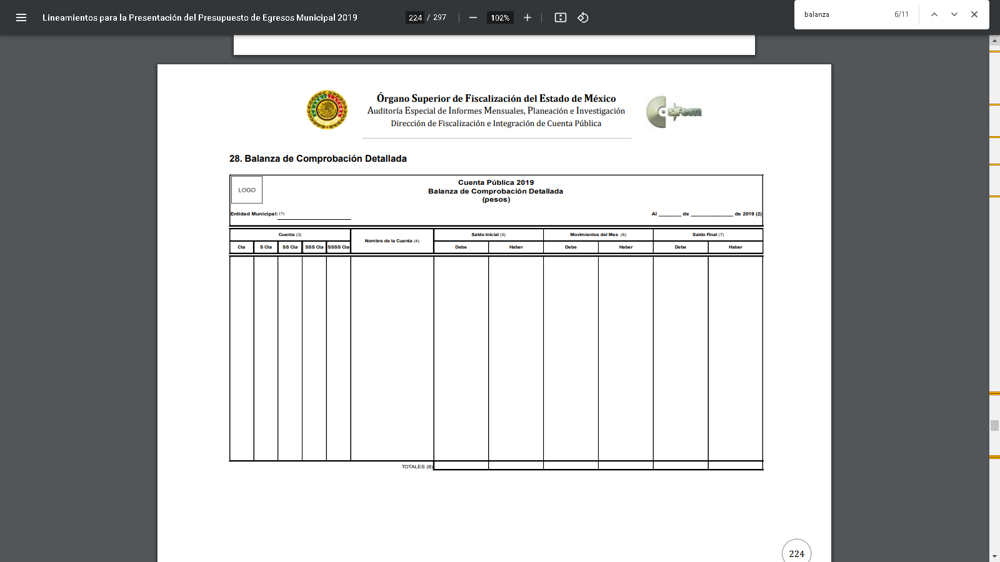 Lineamientos para la Presentación del Presupuesto de Egresos Municipal 2019
224 / 297
102%
balanza
6/11
Órgano Superior de Fiscalización del Estado de México
Auditoría Especial de Informes Mensuales, Planeación e Investigación
Dirección de Fiscalización e Integración de Cuenta Pública
osfem
28. Balanza de Comprobación Detallada
LOGO
Cuenta Pública 2019
Balanza de Comprobación Detallada
(pesos)
Entidad Municipal: (1)
Al ________ de _______________ de 2019 (2)
Cuenta (3)
Nombre de la Cuenta (4)
Saldo Inicial (5)
Movimientos del Mes (6)
Saldo Final (7)
Cta
S Cta
SS Cta
SSS Cta
SSSS Cta
Debe
Haber
Debe
Haber
Debe
Haber
TOTALES (8)
224